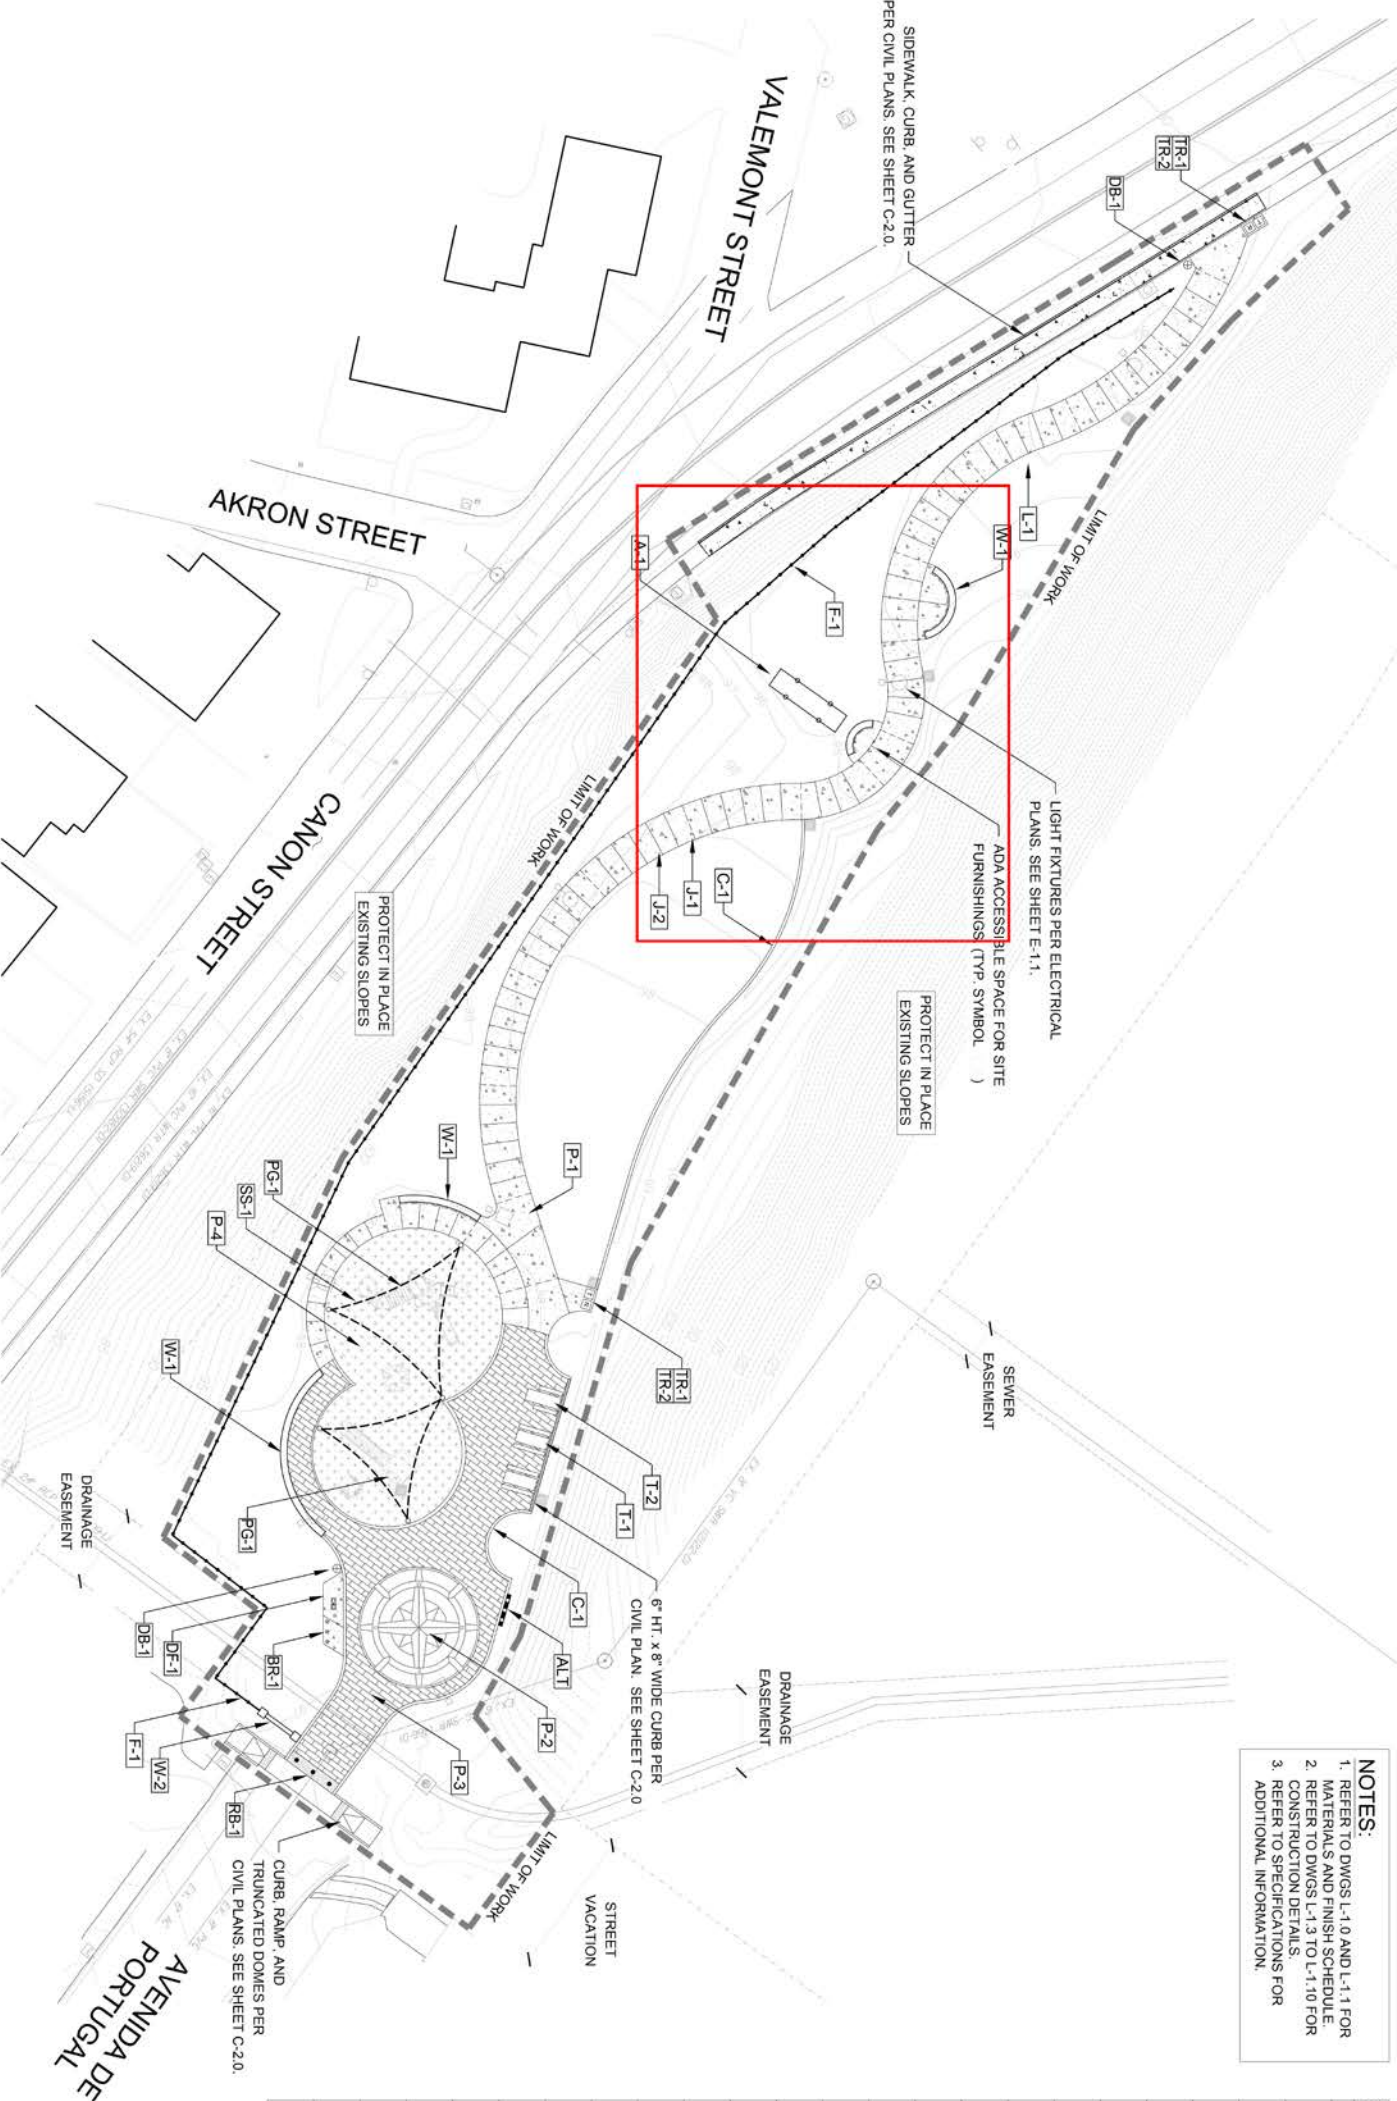 NOTES:
1. REFER TO DWGS L-1.0 AND L-1.1 FOR
MATERIALS AND FINISH SCHEDULE.
2. REFER TO DWGS L-1.3 TO L-1.10 FOR
CONSTRUCTION DETAILS.
3. REFER TO SPECIFICATIONS FOR
ADDITIONAL INFORMATION.
SIDEWALK, CURB, AND GUTTER
PER CIVIL PLANS. SEE SHEET C-2.0.
VALEMONT STREET
TR-1
TR-2
DB-1
AKRON STREET
L-1
W-1
LIMIT OF WORK
A-1
F-1
LIGHT FIXTURES PER ELECTRICAL
PLANS. SEE SHEET E-1.1.
ADA ACCESSIBLE SPACE FOR SITE
FURNISHINGS (TYP. SYMBOL )
LIMIT OF WORK
C-1
J-1
J-2
CANON STREET
PROTECT IN PLACE
EXISTING SLOPES
PROTECT IN PLACE
EXISTING SLOPES
P-1
W-1
PG-1
SS-1
P-4
W-1
TR-1
TR-2
SEWER
EASEMENT
T-2
T-1
6" HT. x 8" WIDE CURB PER
CIVIL PLAN. SEE SHEET C-2.0
C-1
ALT
DRAINAGE
EASEMENT
P-2
P-3
PG-1
DRAINAGE
EASEMENT
DB-1
DF-1
BR-1
F-1
W-2
RB-1
LIMIT OF WORK
STREET
VACATION
CURB, RAMP, AND
TRUNCATED DOMES PER
CIVIL PLANS. SEE SHEET C-2.0.
AVENIDA DE
PORTUGAL